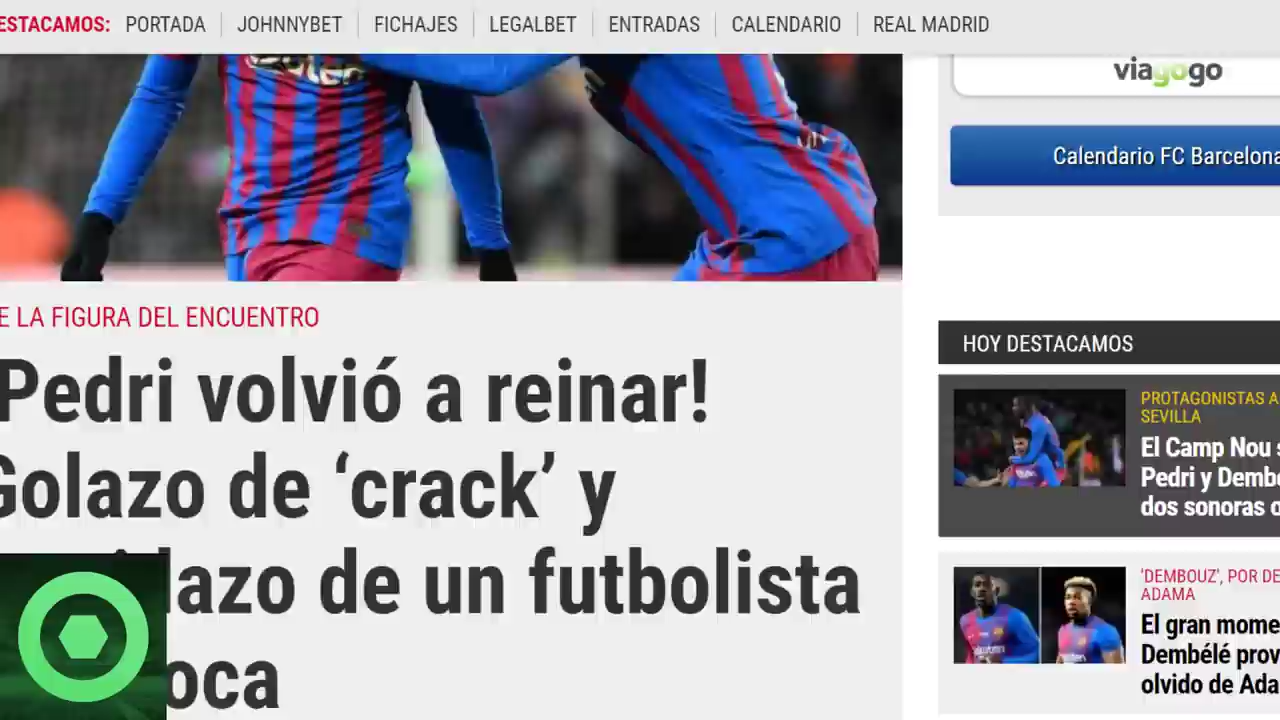 ESTACAMOS: PORTADA JOHNNYBET FICHAJES LEGALBET ENTRADAS CALENDARIO REAL MADRID
viagogo
Calendario FC Barcelona
E LA FIGURA DEL ENCUENTRO
Pedri volvió a reinar!
Golazo de ‘crack’ y
lazo de un futbolista
oca
HOY DESTACAMOS
PROTAGONISTAS A
SEVILLA
El Camp Nou s
Pedri y Dembé
dos sonoras o
'DEMBOUZ', POR DE
ADAMA
El gran mome
Dembélé prov
olvido de Ada